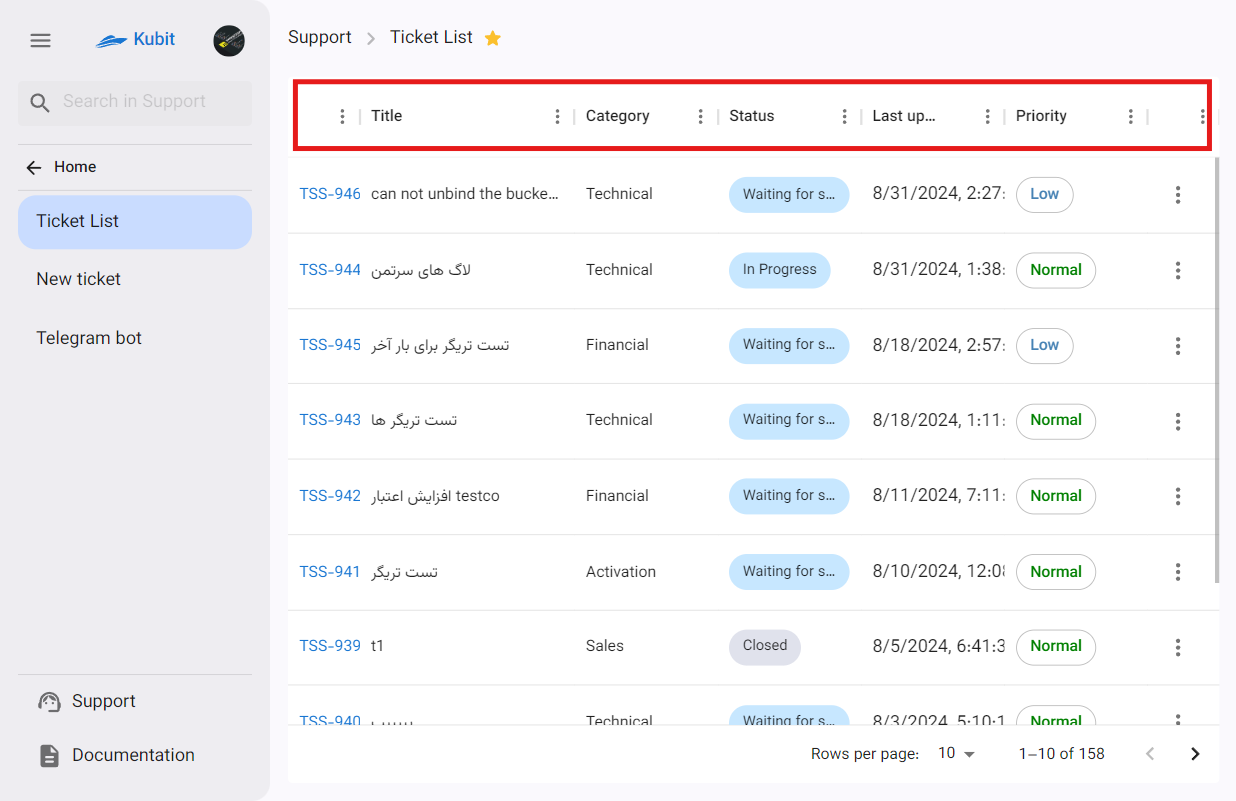 Kubit
Support > Ticket List
Search in Support
Home
Ticket List
New ticket
Telegram bot
Support
Documentation
Title Category Status Last up... Priority
TSS-946 can not unbind the bucke... Technical Waiting for s... 8/31/2024, 2:27: Low
TSS-944 لاگ های سرتمن Technical In Progress 8/31/2024, 1:38: Normal
TSS-945 تست تریگر برای بار آخر Financial Waiting for s... 8/18/2024, 2:57: Low
TSS-943 تست تریگر ها Technical Waiting for s... 8/18/2024, 1:11: Normal
TSS-942 افزایش اعتبار testco Financial Waiting for s... 8/11/2024, 7:11: Normal
TSS-941 تست تریگر Activation Waiting for s... 8/10/2024, 12:08 Normal
TSS-939 t1 Sales Closed 8/5/2024, 6:41:3 Normal
TSS-940 Technical Waiting for s... 8/3/2024, 5:10:1 Normal
Rows per page: 10 1–10 of 158